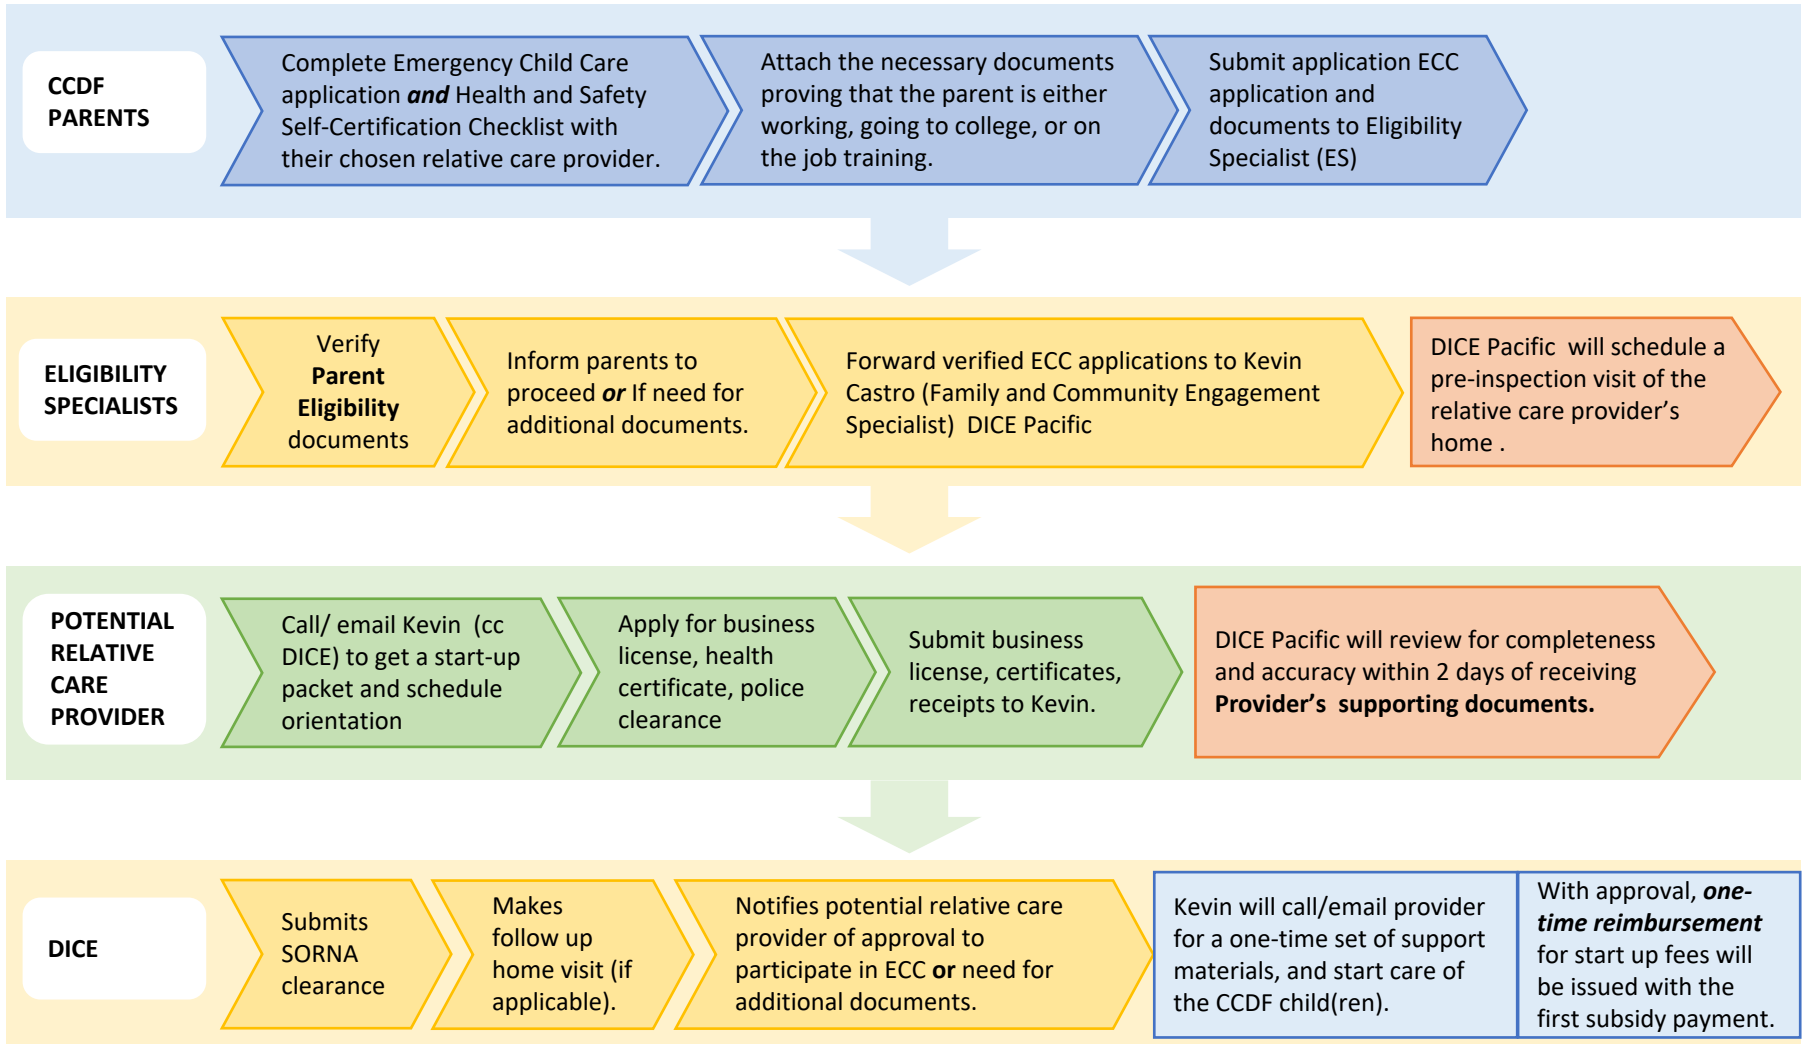 CCDF
PARENTS
Complete Emergency Child Care
application and Health and Safety
Self-Certification Checklist with
their chosen relative care provider.
Attach the necessary documents
proving that the parent is either
working, going to college, or on
the job training.
Submit application ECC
application and
documents to Eligibility
Specialist (ES)
ELIGIBILITY
SPECIALISTS
Verify
Parent
Eligibility
documents
Inform parents to
proceed or If need for
additional documents.
Forward verified ECC applications to Kevin
Castro (Family and Community Engagement
Specialist) DICE Pacific
DICE Pacific will schedule a
pre-inspection visit of the
relative care provider’s
home .
POTENTIAL
RELATIVE
CARE
PROVIDER
Call/ email Kevin (cc
DICE) to get a start-up
packet and schedule
orientation
Apply for business
license, health
certificate, police
clearance
Submit business
license, certificates,
receipts to Kevin.
DICE Pacific will review for completeness
and accuracy within 2 days of receiving
Provider’s supporting documents.
DICE
Submits
SORNA
clearance
Makes
follow up
home visit (if
applicable).
Notifies potential relative care
provider of approval to
participate in ECC or need for
additional documents.
Kevin will call/email provider
for a one-time set of support
materials, and start care of
the CCDF child(ren).
With approval, one-
time reimbursement
for start up fees will
be issued with the
first subsidy payment.